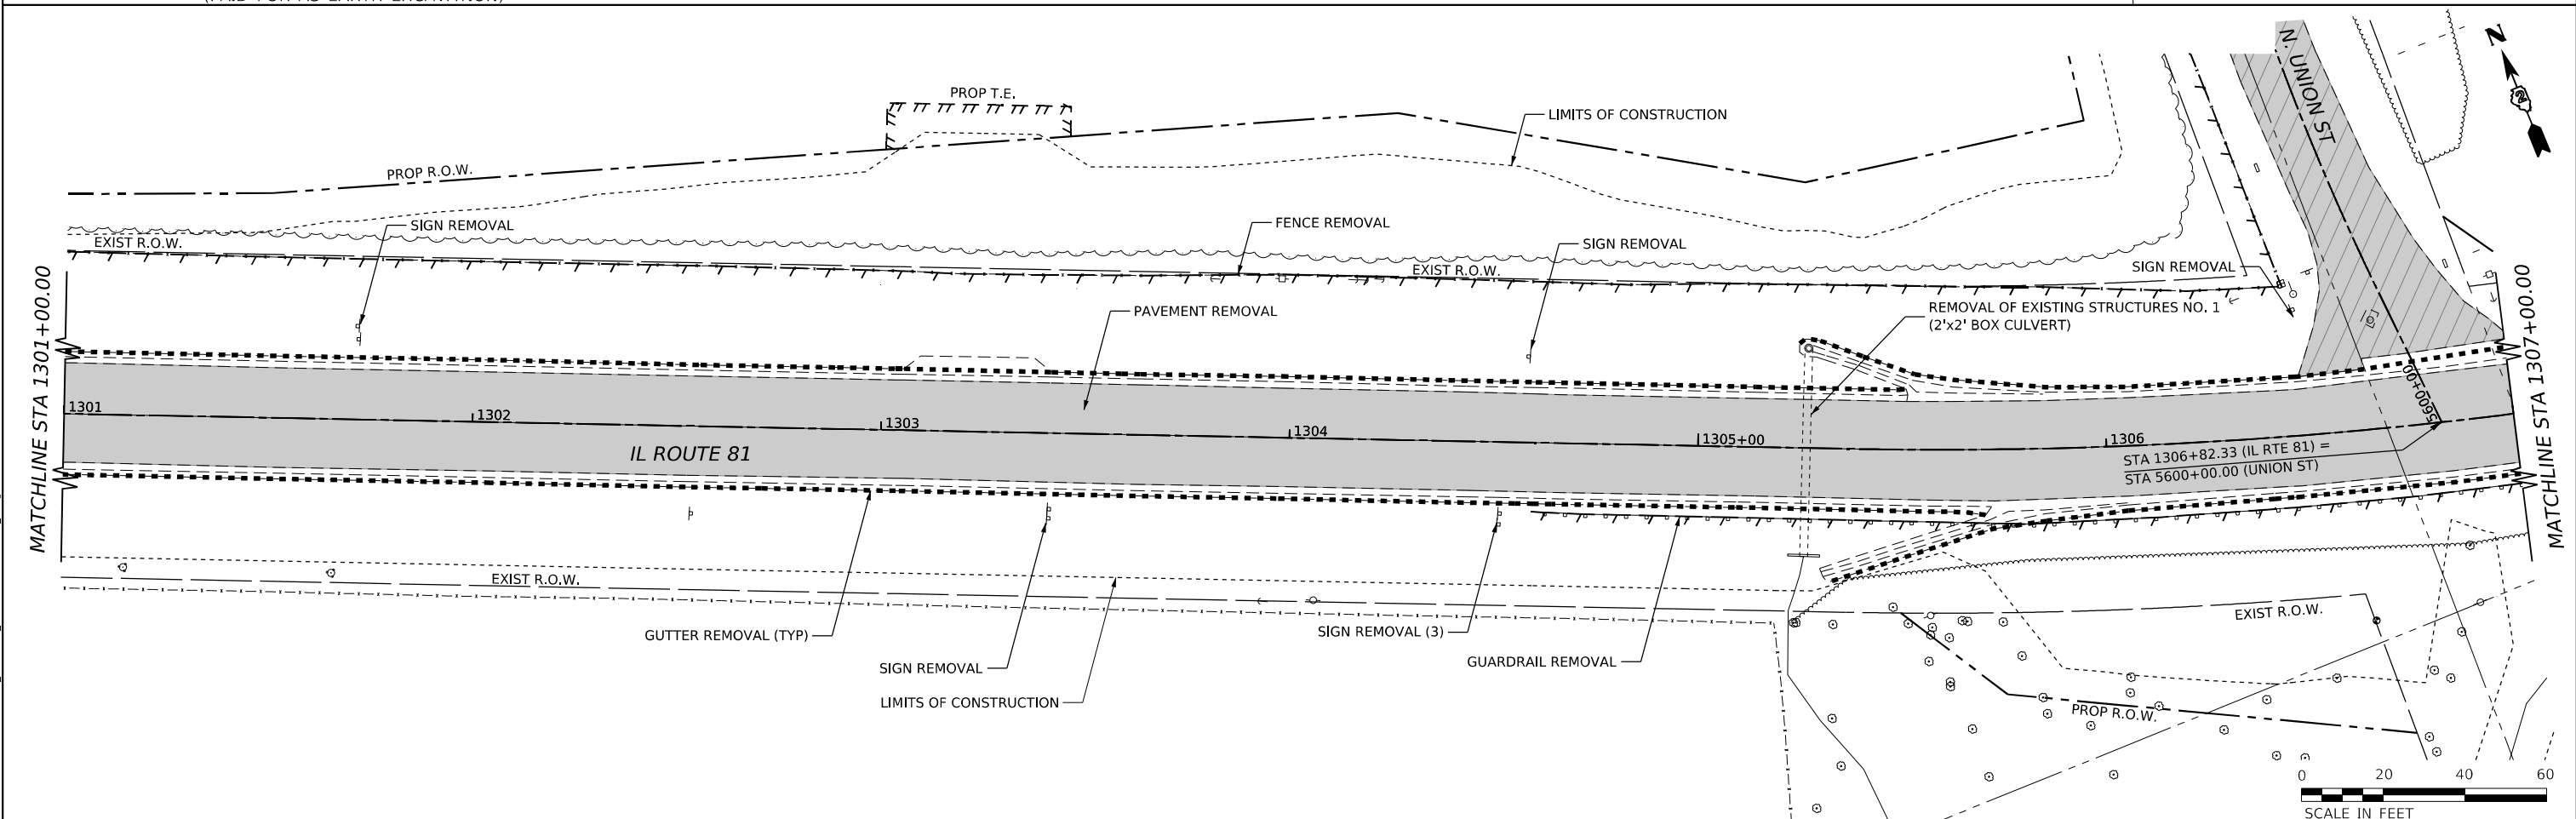 N
2
N. UNION ST
PROP T.E.
LIMITS OF CONSTRUCTION
PROP R.O.W.
SIGN REMOVAL
FENCE REMOVAL
SIGN REMOVAL
EXIST R.O.W.
EXIST R.O.W.
SIGN REMOVAL
MATCHLINE STA 1301+00.00
PAVEMENT REMOVAL
REMOVAL OF EXISTING STRUCTURES NO. 1
(2'x2' BOX CULVERT)
MATCHLINE STA 1307+00.00
5600+00
1301
1302
1303
1304
1305+00
1306
IL ROUTE 81
STA 1306+82.33 (IL RTE 81) =
STA 5600+00.00 (UNION ST)
EXIST R.O.W.
EXIST R.O.W.
GUTTER REMOVAL (TYP)
SIGN REMOVAL (3)
SIGN REMOVAL
GUARDRAIL REMOVAL
LIMITS OF CONSTRUCTION
PROP R.O.W.
0 20 40 60
SCALE IN FEET